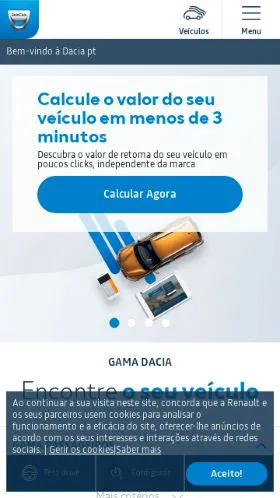 Veículos
Menu
Bem-vindo à Dacia.pt
Calcule o valor do seu
veículo em menos de 3
minutos
Descubra o valor de retoma do seu veículo em
poucos clicks, independente da marca
Calcular Agora
GAMA DACIA
Encontre o seu veículo
Ao continuar a sua visita neste site, concorda que a Renault e
os seus parceiros usem cookies para analisar o
funcionamento e a eficácia do site, oferecer-lhe anúncios de
acordo com os seus interesses e interações através de redes
sociais. | Gerir os cookies|Saber mais
Test drive
Configurar
Aceito!
Mais critérios